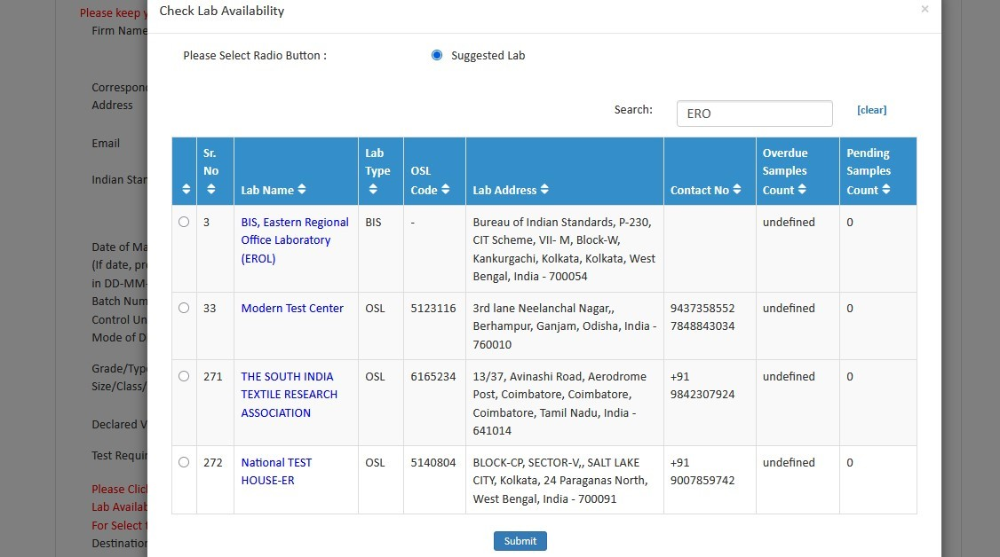 Check Lab Availability
×
Please keep y
Firm Name
Please Select Radio Button :
Suggested Lab
Correspond
Address
Search:
ERO
[clear]
Email
Indian Stan
Sr. No
Lab Name
Lab Type
OSL Code
Lab Address
Contact No
Overdue Samples Count
Pending Samples Count
3
BIS, Eastern Regional
Office Laboratory
(EROL)
BIS
-
Bureau of Indian Standards, P-230,
CIT Scheme, VII- M, Block-W,
Kankurgachi, Kolkata, Kolkata, West
Bengal, India - 700054
undefined
0
Date of Ma
(If date, pre
in DD-MM-
Batch Num
Control Un
Mode of D
33
Modern Test Center
OSL
5123116
3rd lane Neelanchal Nagar,,
Berhampur, Ganjam, Odisha, India -
760010
9437358552
7848843034
undefined
0
Grade/Type
Size/Class/
271
THE SOUTH INDIA
TEXTILE RESEARCH
ASSOCIATION
OSL
6165234
13/37, Avinashi Road, Aerodrome
Post, Coimbatore, Coimbatore,
Coimbatore, Tamil Nadu, India -
641014
+91
9842307924
undefined
0
Declared V
Test Requir
272
National TEST
HOUSE-ER
OSL
5140804
BLOCK-CP, SECTOR-V,, SALT LAKE
CITY, Kolkata, 24 Paraganas North,
West Bengal, India - 700091
+91
9007859742
undefined
0
Please Clic
Lab Availab
For Select t
Destination
Submit